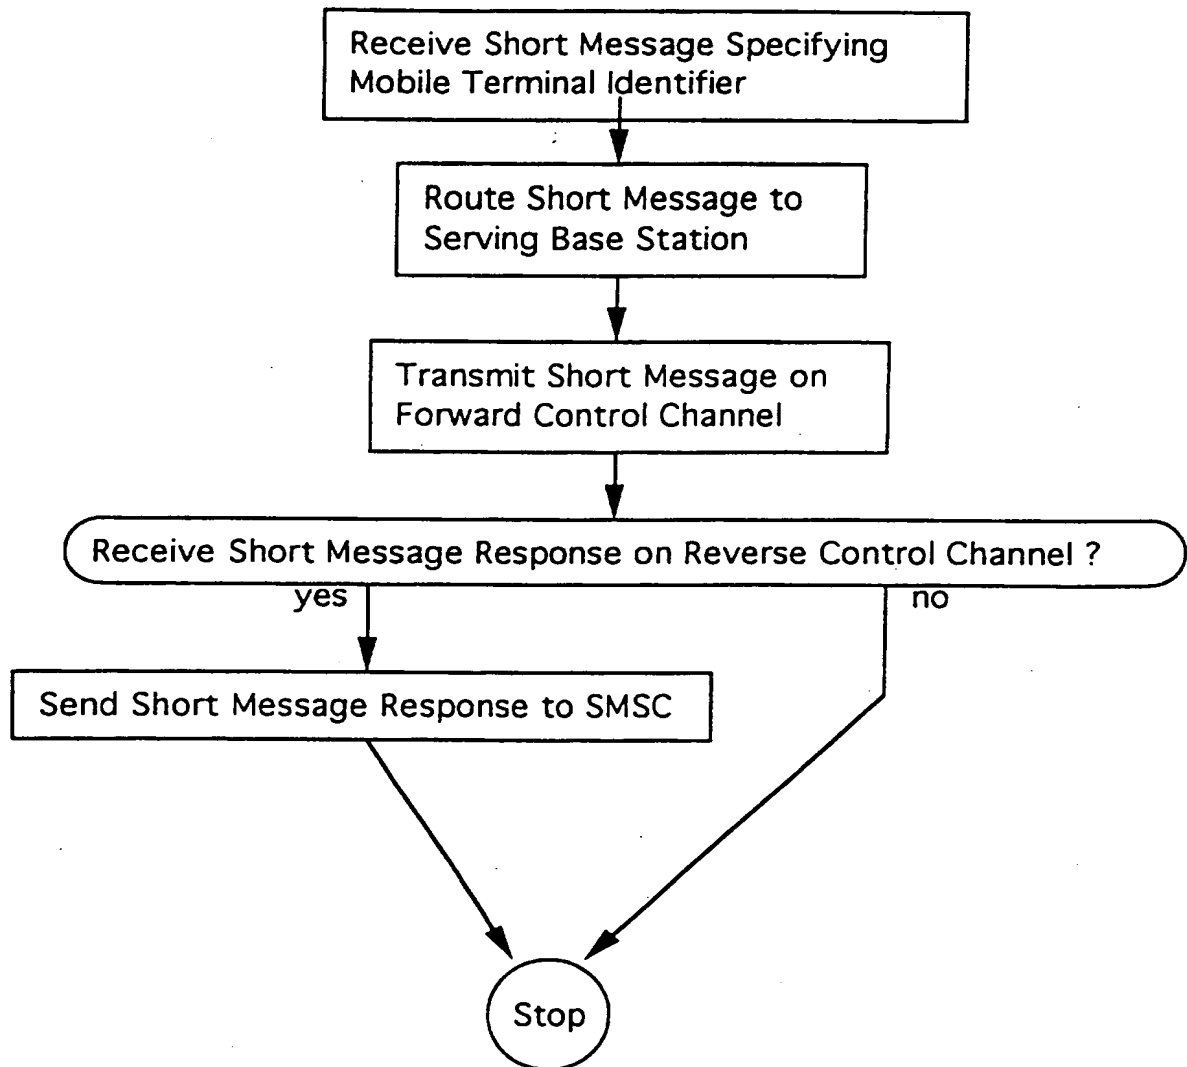 Receive Short Message Specifying
Mobile Terminal Identifier
Route Short Message to
Serving Base Station
Transmit Short Message on
Forward Control Channel
Receive Short Message Response on Reverse Control Channel ?
yes
no
Send Short Message Response to SMSC
Stop